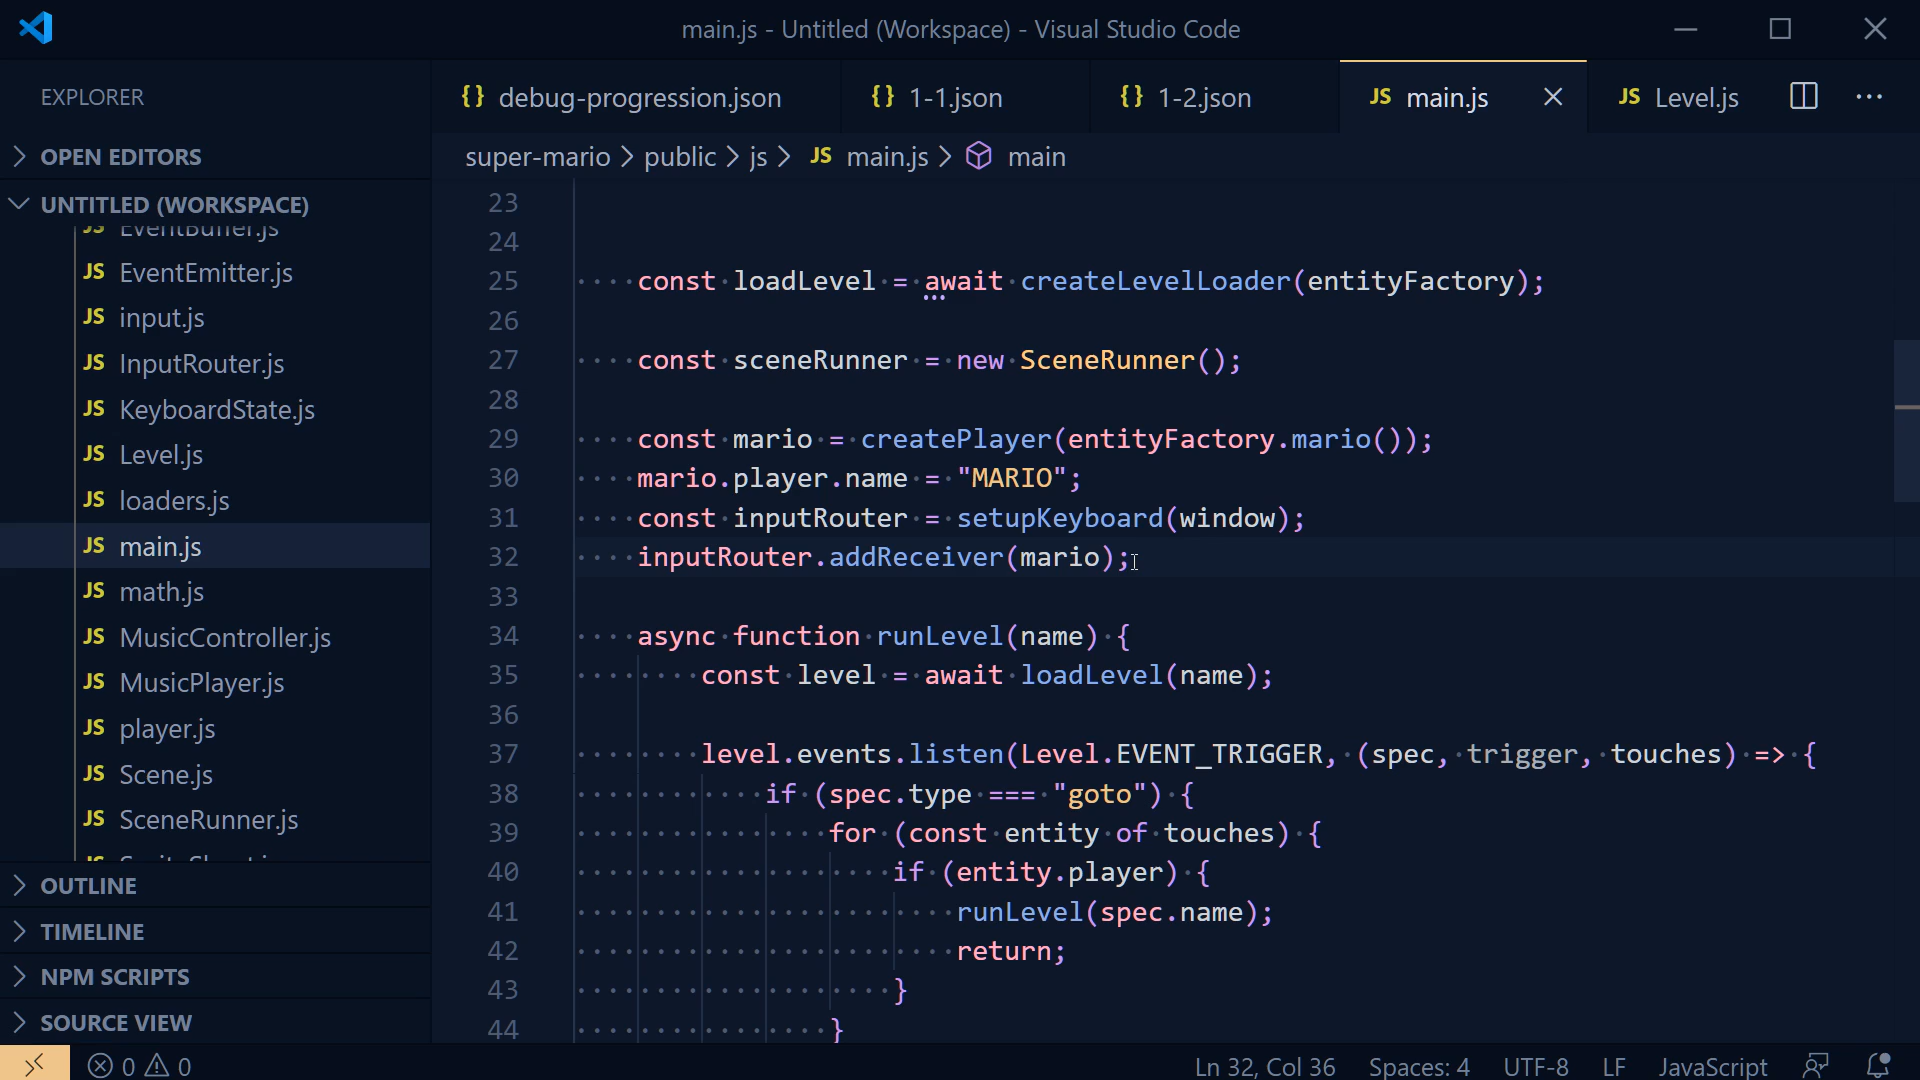 main.js - Untitled (Workspace) - Visual Studio Code
EXPLORER
OPEN EDITORS
UNTITLED (WORKSPACE)
JS EventBuffer.js
JS EventEmitter.js
JS input.js
JS InputRouter.js
JS KeyboardState.js
JS Level.js
JS loaders.js
JS main.js
JS math.js
JS MusicController.js
JS MusicPlayer.js
JS player.js
JS Scene.js
JS SceneRunner.js
OUTLINE
TIMELINE
NPM SCRIPTS
SOURCE VIEW
{} debug-progression.json {} 1-1.json {} 1-2.json JS main.js JS Level.js
super-mario > public > js > JS main.js > main
23
24
25 const loadLevel = await createLevelLoader(entityFactory);
26
27 const sceneRunner = new SceneRunner();
28
29 const mario = createPlayer(entityFactory.mario());
30 mario.player.name = "MARIO";
31 const inputRouter = setupKeyboard(window);
32 inputRouter.addReceiver(mario);
33
34 async function runLevel(name) {
35 const level = await loadLevel(name);
36
37 level.events.listen(Level.EVENT_TRIGGER, (spec, trigger, touches) => {
38 if (spec.type === "goto") {
39 for (const entity of touches) {
40 if (entity.player) {
41 runLevel(spec.name);
42 return;
43 }
44 }
0 0 Ln 32, Col 36 Spaces: 4 UTF-8 LF JavaScript